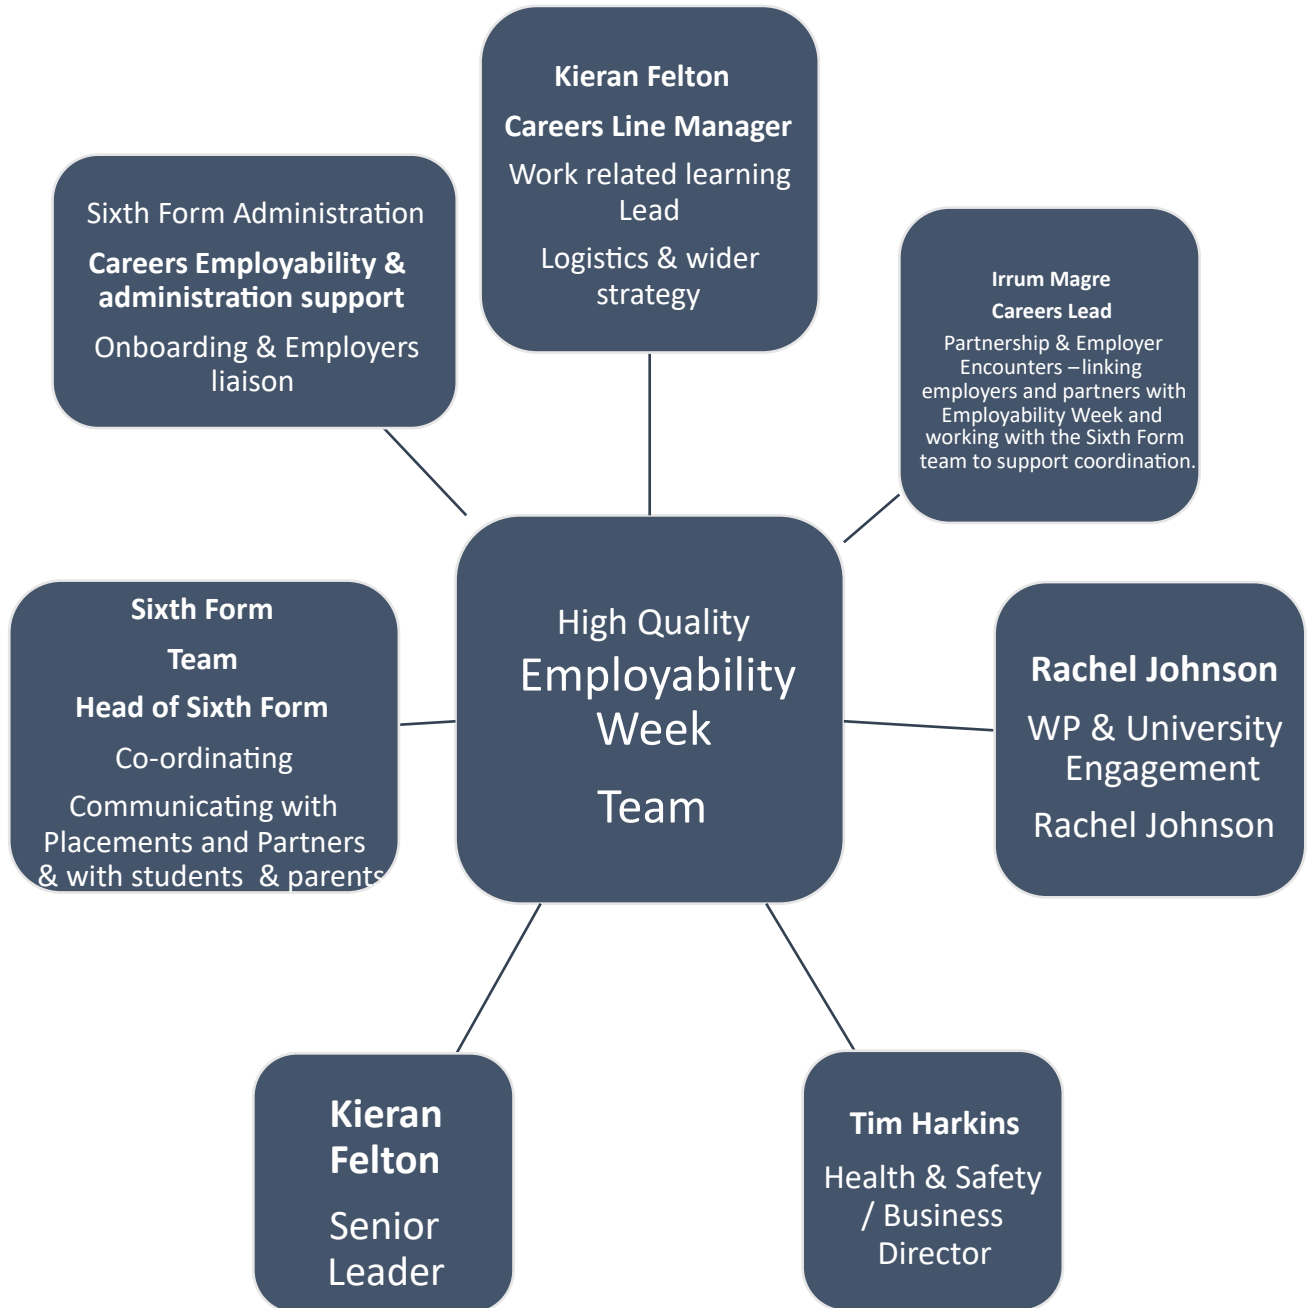 Kieran Felton
Careers Line Manager
Work related learning
Lead
Logistics & wider
strategy
Sixth Form Administration
Careers Employability &
administration support
Onboarding & Employers
liaison
Irrum Magre
Careers Lead
Partnership & Employer
Encounters – linking
employers and partners with
Employability Week and
working with the Sixth Form
team to support coordination.
Sixth Form
Team
Head of Sixth Form
Co-ordinating
Communicating with
Placements and Partners
& with students & parents
High Quality
Employability
Week
Team
Rachel Johnson
WP & University
Engagement
Rachel Johnson
Kieran
Felton
Senior
Leader
Tim Harkins
Health & Safety
/ Business
Director